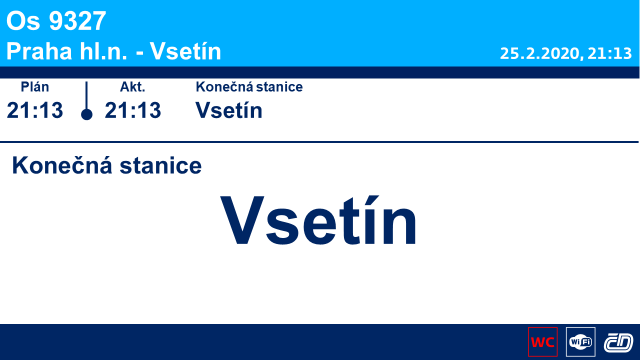 Os 9327
Praha hl.n. - Vsetín
25.2.2020, 21:13
Plán Akt. Konečná stanice
21:13 21:13 Vsetín
Konečná stanice
Vsetín
WC WiFi ČD